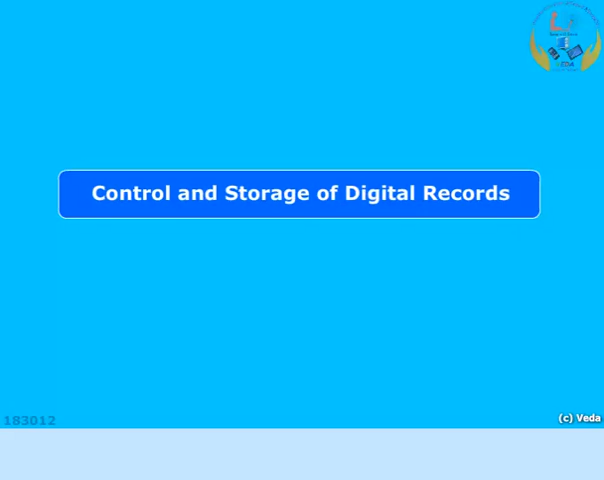 Control and Storage of Digital Records
183012
(c) Veda